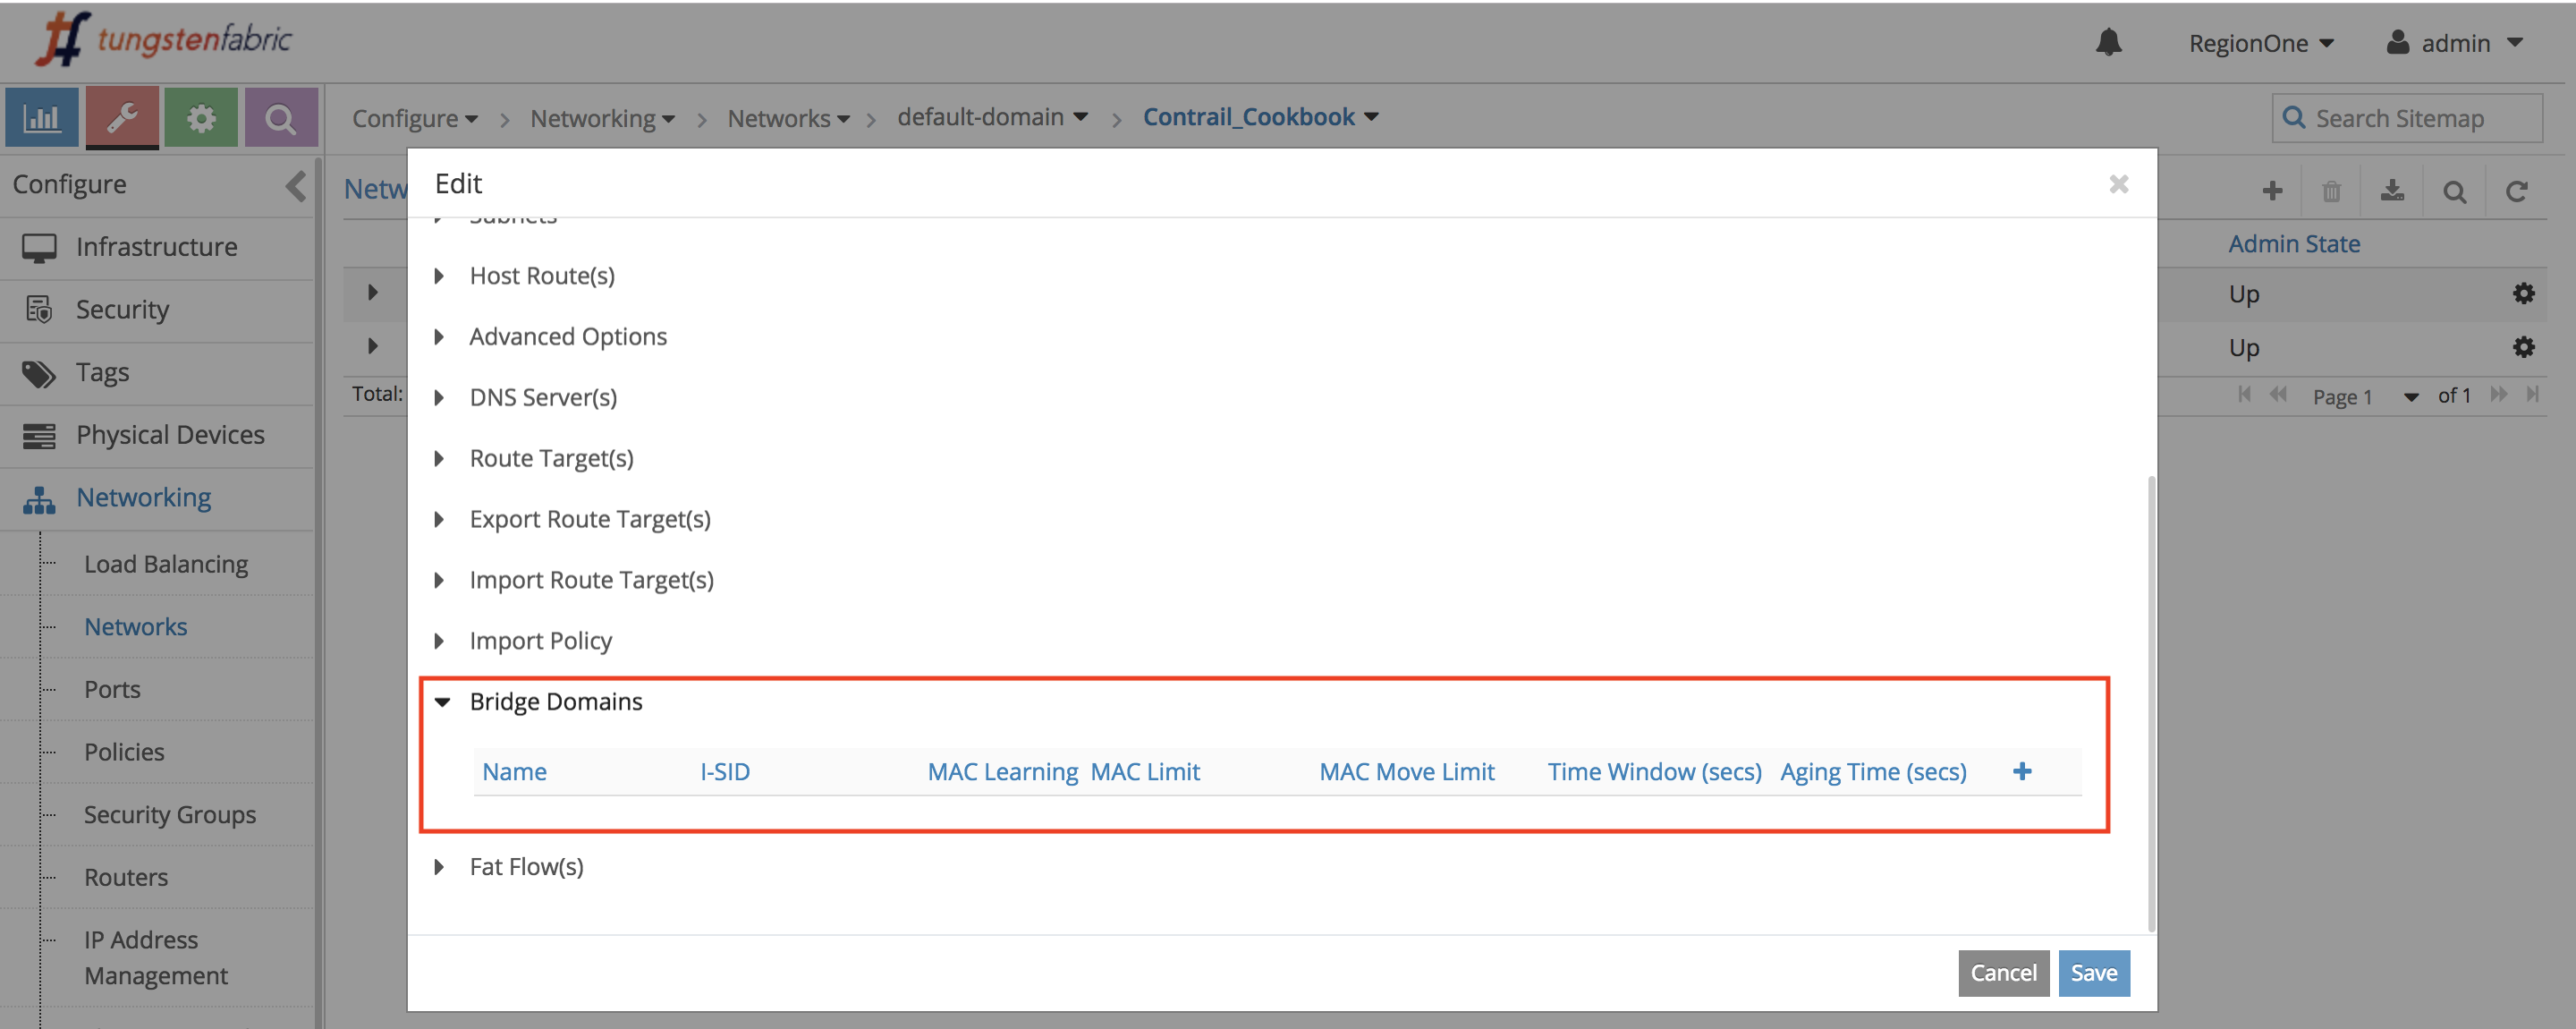 tungstenfabric
RegionOne
admin
Configure > Networking > Networks > default-domain > Contrail_Cookbook
Search Sitemap
Configure
Infrastructure
Security
Tags
Physical Devices
Networking
Load Balancing
Networks
Ports
Policies
Security Groups
Routers
IP Address
Management
Netw
Edit
Subnets
Host Route(s)
Advanced Options
DNS Server(s)
Route Target(s)
Export Route Target(s)
Import Route Target(s)
Import Policy
Bridge Domains
Name I-SID MAC Learning MAC Limit MAC Move Limit Time Window (secs) Aging Time (secs)
Fat Flow(s)
Cancel Save
Total:
Admin State
Up
Up
Page 1 of 1